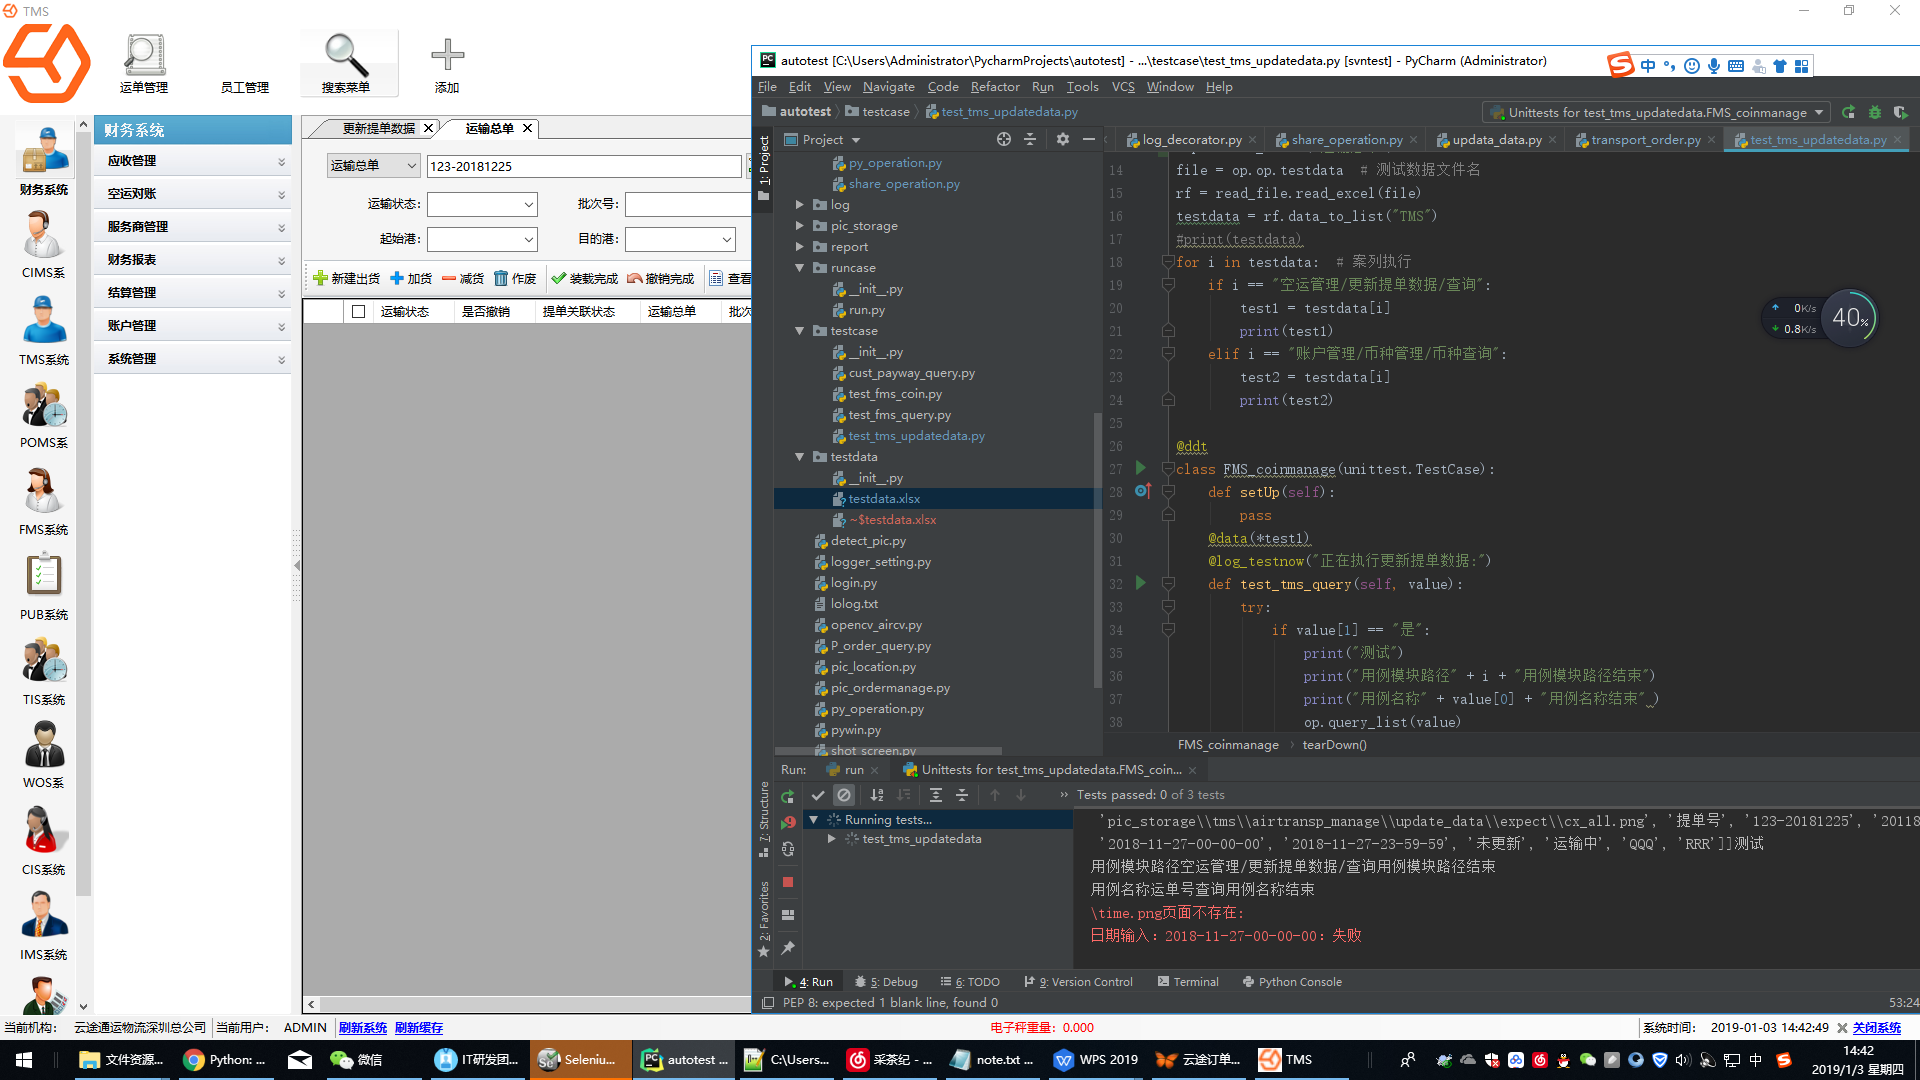 TMS
运单管理
员工管理
搜索菜单
添加
财务系统
CIMS系
TMS系统
POMS系
FMS系统
PUB系统
TIS系统
WOS系
CIS系统
IMS系统
财务系统
应收管理
空运对账
服务商管理
财务报表
结算管理
账户管理
系统管理
更新提单数据
运输总单
运输总单
123-20181225
运输状态:
批次号:
起始港:
目的港:
新建出货
加货
减货
作废
装载完成
撤销完成
查看
运输状态
是否撤销
提单关联状态
运输总单
批次
autotest [C:\Users\Administrator\PycharmProjects\autotest] - ...\testcase\test_tms_updatedata.py [svntest] - PyCharm (Administrator)
中
File Edit View Navigate Code Refactor Run Tools VCS Window Help
autotest
testcase
test_tms_updatedata.py
Unittests for test_tms_updatedata.FMS_coinmanage
1: Project
Project
log_decorator.py
share_operation.py
updata_data.py
transport_order.py
test_tms_updatedata.py
py_operation.py
share_operation.py
log
pic_storage
report
runcase
__init__.py
run.py
testcase
__init__.py
cust_payway_query.py
test_fms_coin.py
test_fms_query.py
test_tms_updatedata.py
testdata
__init__.py
testdata.xlsx
~$testdata.xlsx
detect_pic.py
logger_setting.py
login.py
lolog.txt
opencv_aircv.py
P_order_query.py
pic_location.py
pic_ordermanage.py
py_operation.py
pywin.py
shot_screen.py
14 file = op.op.testdata # 测试数据文件名
15 rf = read_file.read_excel(file)
16 testdata = rf.data_to_list("TMS")
17 #print(testdata)
18 for i in testdata: # 案列执行
19 if i == "空运管理/更新提单数据/查询":
20 test1 = testdata[i]
21 print(test1)
22 elif i == "账户管理/币种管理/币种查询":
23 test2 = testdata[i]
24 print(test2)
25
26 @ddt
27 class FMS_coinmanage(unittest.TestCase):
28 def setUp(self):
29 pass
30 @data(*test1)
31 @log_testnow("正在执行更新提单数据:")
32 def test_tms_query(self, value):
33 try:
34 if value[1] == "是":
35 print("测试")
36 print("用例模块路径" + i + "用例模块路径结束")
37 print("用例名称" + value[0] + "用例名称结束" )
38 op.query_list(value)
FMS_coinmanage
tearDown()
0K/s
0.8K/s
40%
Run:
run
Unittests for test_tms_updatedata.FMS_coin...
Tests passed: 0 of 3 tests
Running tests...
test_tms_updatedata
7: Structure
2: Favorites
'pic_storage\\tms\\airtransp_manage\\update_data\\expect\\cx_all.png', '提单号', '123-20181225', '20118
'2018-11-27-00-00-00', '2018-11-27-23-59-59', '未更新', '运输中', 'QQQ', 'RRR']]测试
用例模块路径空运管理/更新提单数据/查询用例模块路径结束
用例名称运单号查询用例名称结束
\time.png页面不存在:
日期输入: 2018-11-27-00-00-00: 失败
4: Run
5: Debug
6: TODO
9: Version Control
Terminal
Python Console
PEP 8: expected 1 blank line, found 0
53:24
当前机构: 云途通运物流深圳总公司
当前用户: ADMIN
刷新系统
刷新缓存
电子秤重量: 0.000
系统时间: 2019-01-03 14:42:49
关闭系统
文件资源...
Python: ...
微信
IT研发团...
Seleniu...
autotest ...
C:\Users...
采茶纪 - ...
note.txt ...
WPS 2019
云途订单...
TMS
中
14:42
2019/1/3 星期四